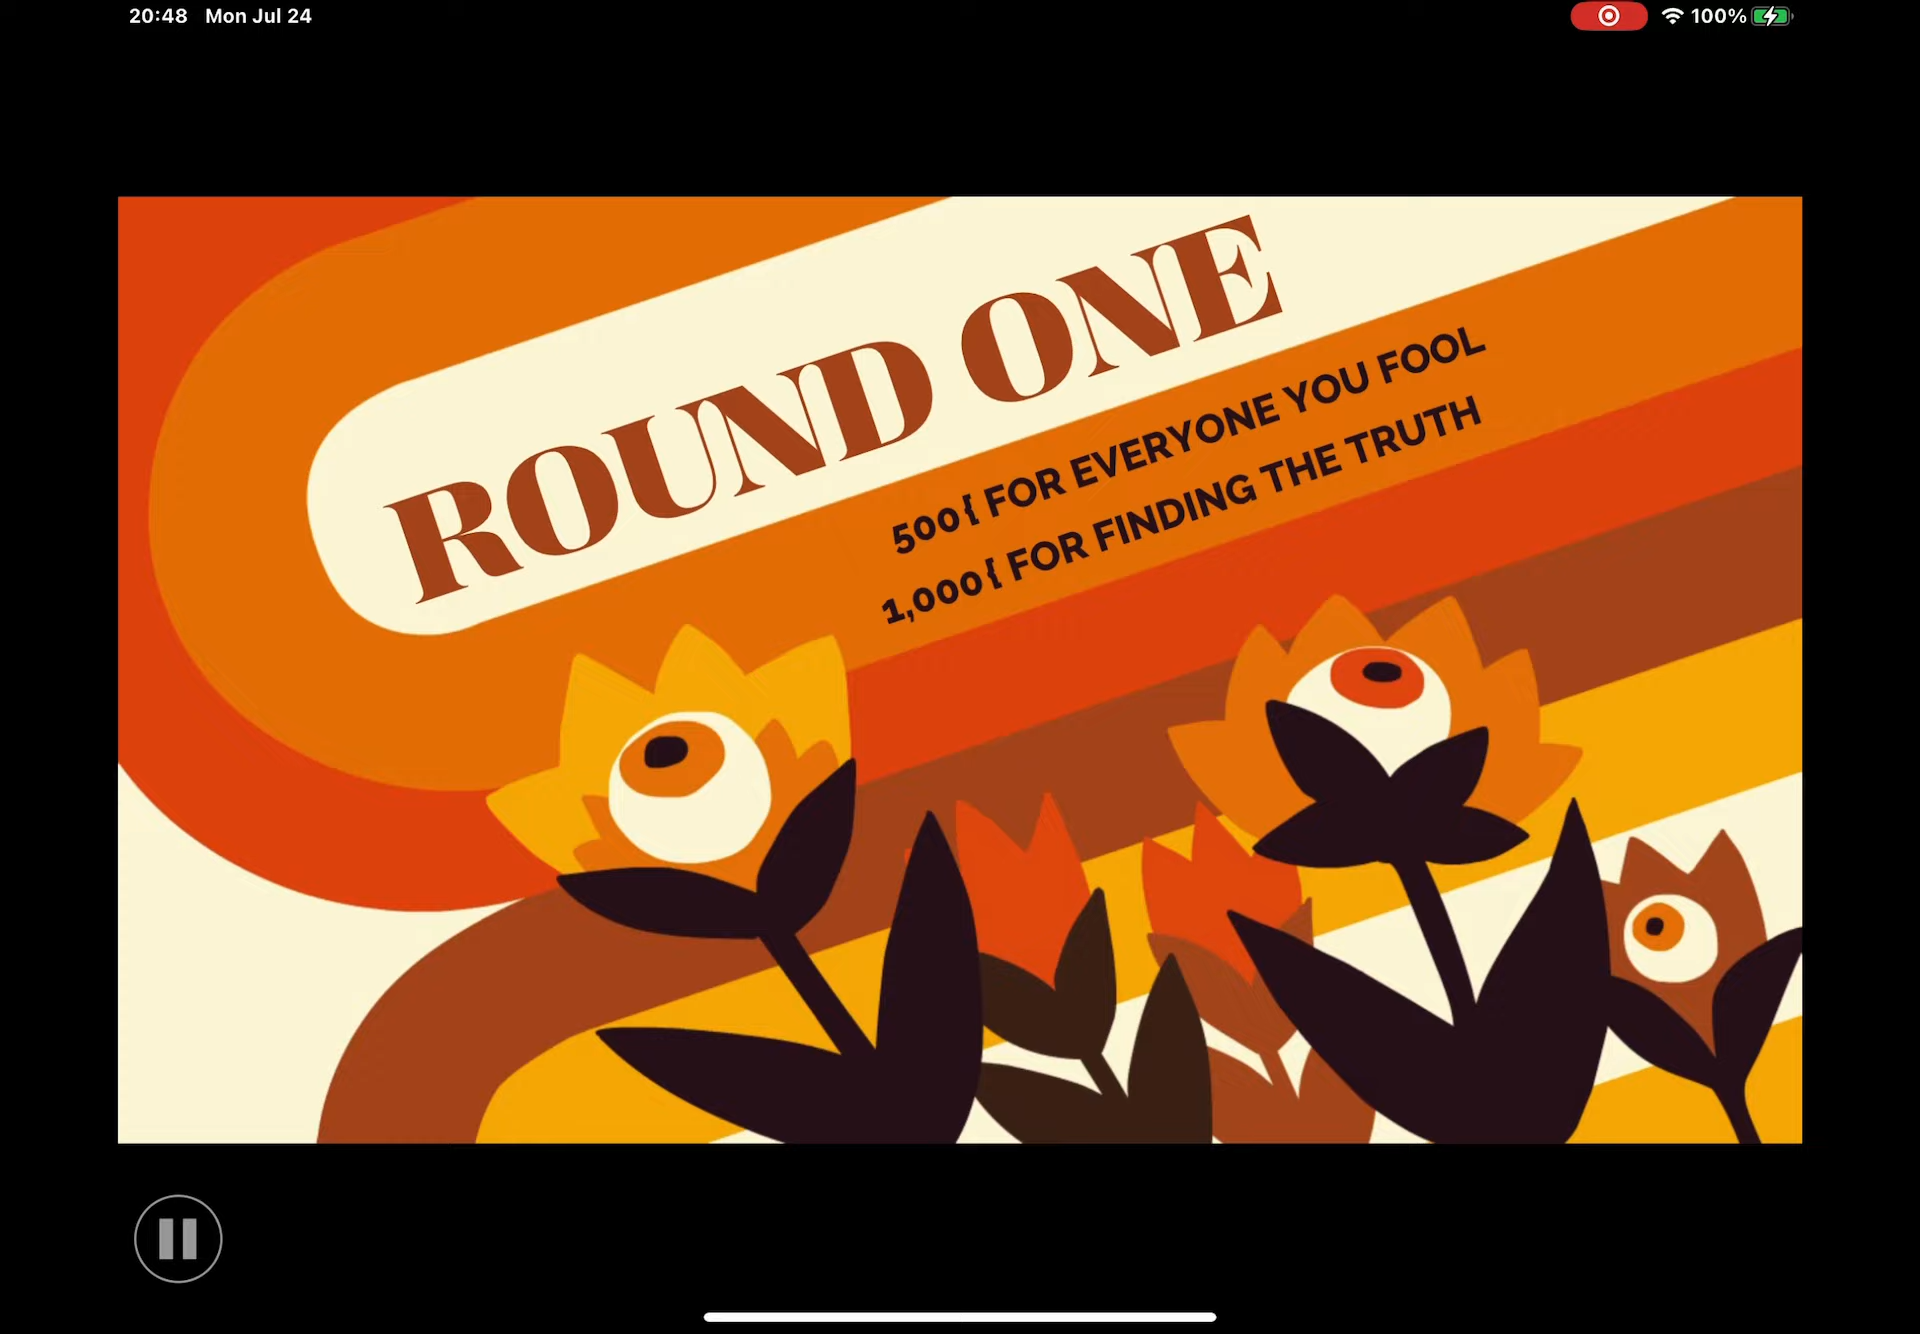 20:48 Mon Jul 24
100%
ROUND ONE
500{ FOR EVERYONE YOU FOOL
1,000{ FOR FINDING THE TRUTH